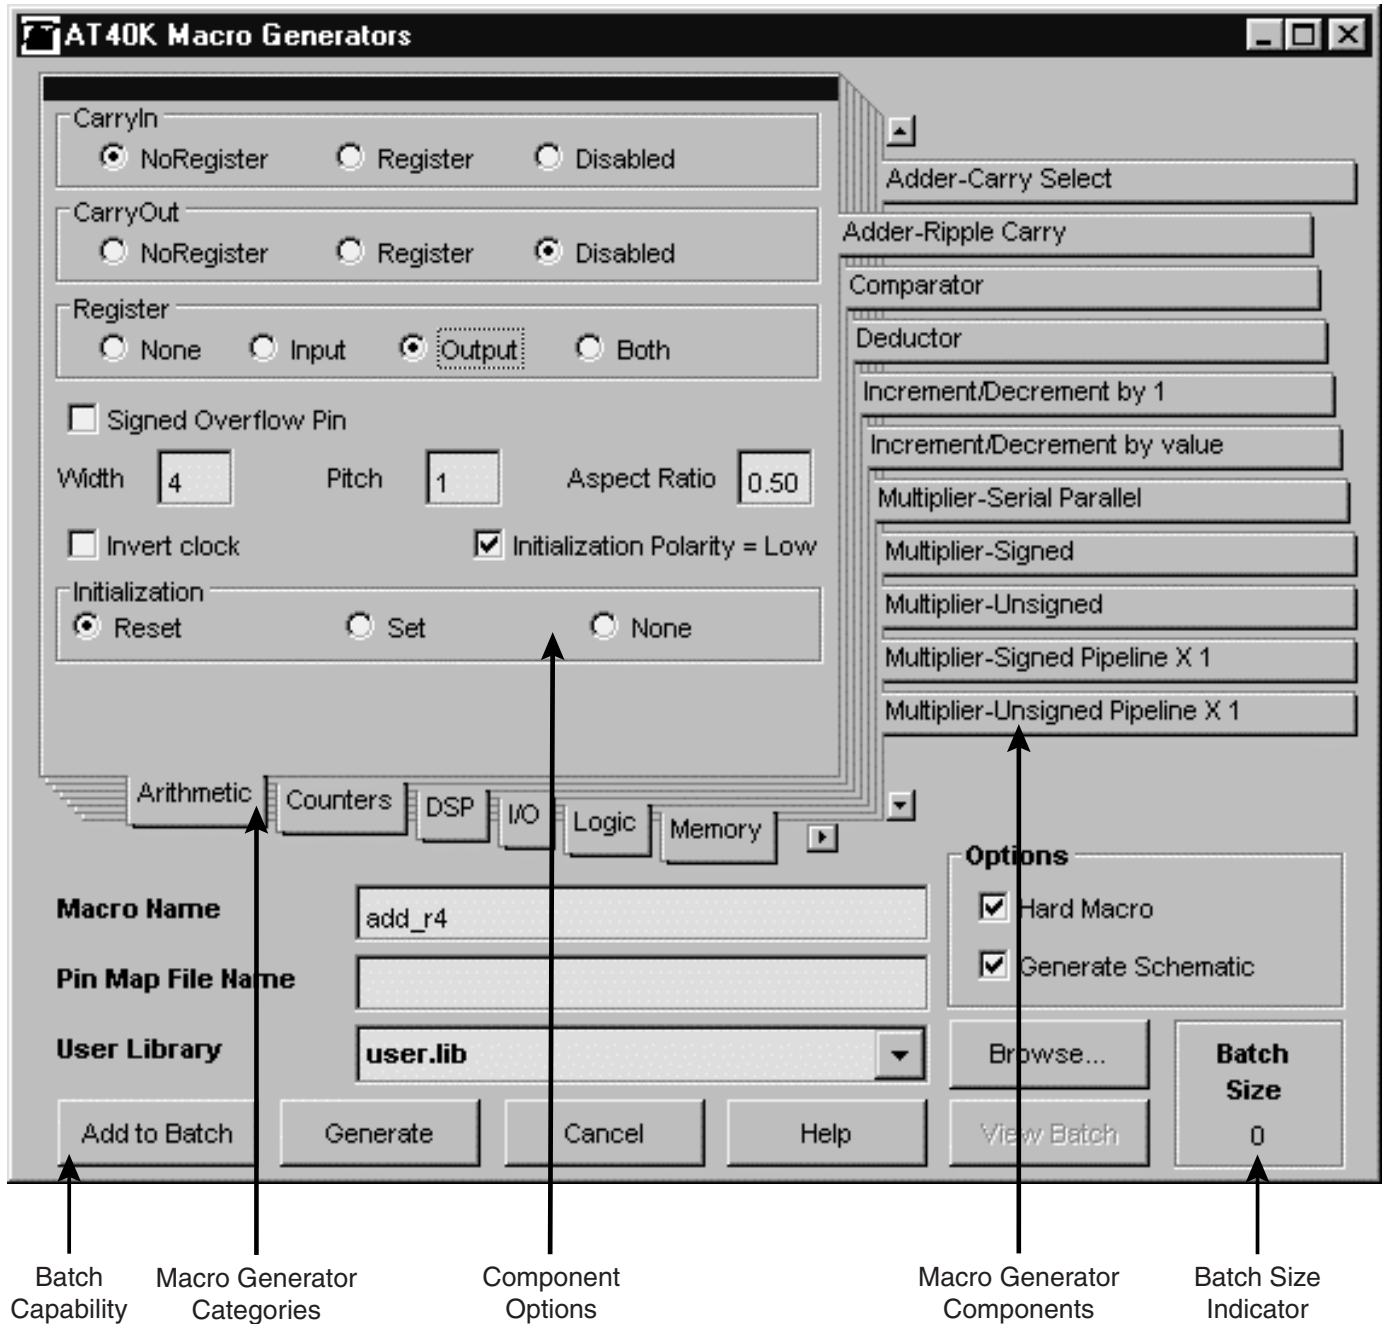 AT40K Macro Generators
CarryIn
NoRegister Register Disabled
CarryOut
NoRegister Register Disabled
Register
None Input Output Both
Signed Overflow Pin
Width 4 Pitch 1 Aspect Ratio 0.50
Invert clock Initialization Polarity = Low
Initialization
Reset Set None
Adder-Carry Select
Adder-Ripple Carry
Comparator
Deductor
Increment/Decrement by 1
Increment/Decrement by value
Multiplier-Serial Parallel
Multiplier-Signed
Multiplier-Unsigned
Multiplier-Signed Pipeline X 1
Multiplier-Unsigned Pipeline X 1
Arithmetic Counters DSP I/O Logic Memory
Macro Name add_r4
Pin Map File Name
User Library user.lib
Options
Hard Macro
Generate Schematic
Browse...
Batch
Size
0
Add to Batch Generate Cancel Help View Batch
Batch
Capability
Macro Generator
Categories
Component
Options
Macro Generator
Components
Batch Size
Indicator